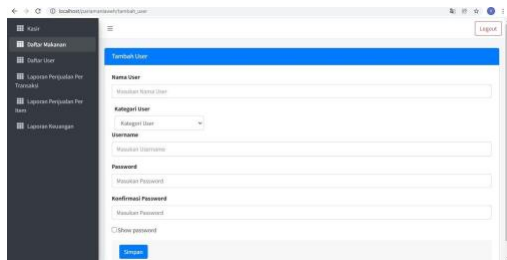 localhost/juniamanlaweh/tambah_user
Kasir
Logout
Daftar Makanan
Tambah User
Daftar User
Nama User
Laporan Penjualan Per
Transaksi
Masukan Nama User
Laporan Penjualan Per
Item
Kategori User
Kategori User
Laporan Keuangan
Username
Masukan Username
Password
Masukan Password
Konfirmasi Password
Masukan Password
Show password
Simpan